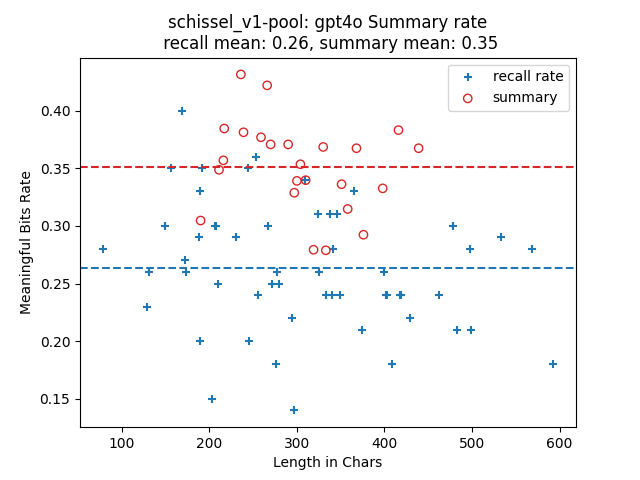 schissel_v1-pool: gpt4o Summary rate
recall mean: 0.26, summary mean: 0.35
recall rate
summary
Meaningful Bits Rate
0.40
0.35
0.30
0.25
0.20
0.15
100 200 300 400 500 600
Length in Chars